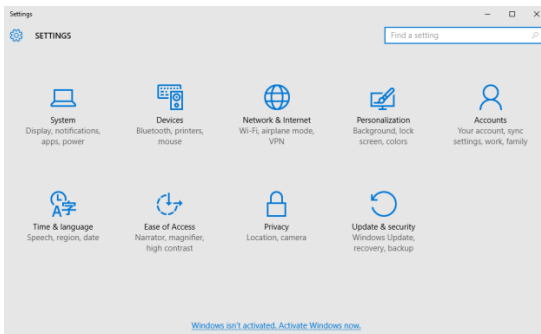 Settings
SETTINGS
Find a setting
System
Display, notifications,
apps, power
Devices
Bluetooth, printers,
mouse
Network & Internet
Wi-Fi, airplane mode,
VPN
Personalization
Background, lock
screen, colors
Accounts
Your account, sync
settings, work, family
A字
Time & language
Speech, region, date
Ease of Access
Narrator, magnifier,
high contrast
Privacy
Location, camera
Update & security
Windows Update,
recovery, backup
Windows isn't activated. Activate Windows now.